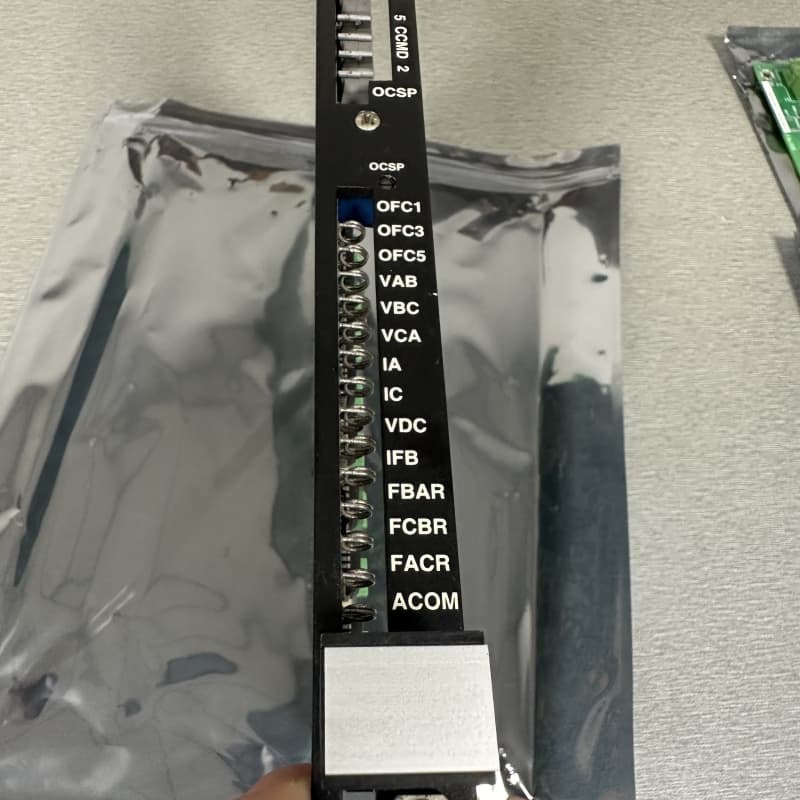 5 CCMD 2
OCSP
OCSP
OFC1
OFC3
OFC5
VAB
VBC
VCA
IA
IC
VDC
IFB
FBAR
FCBR
FACR
ACOM